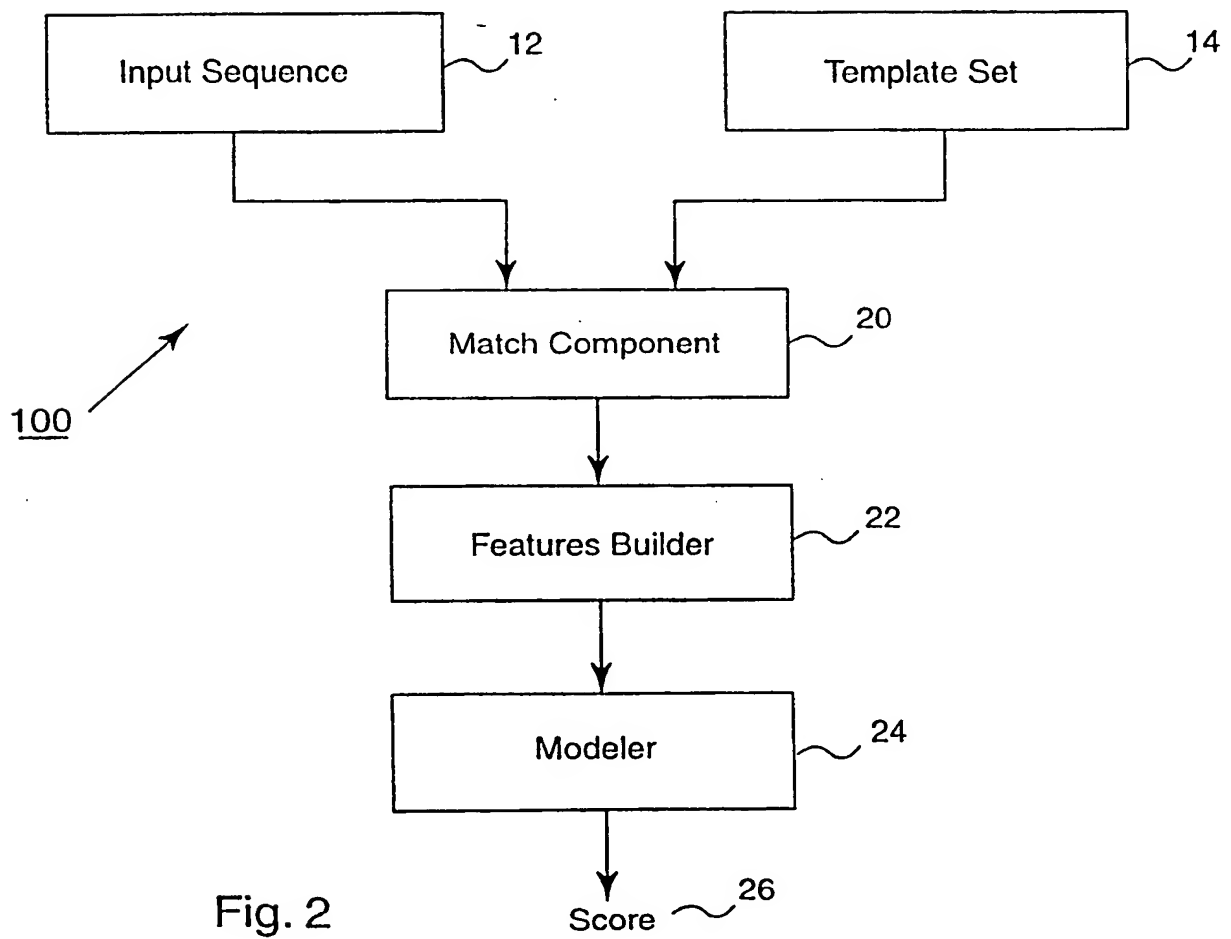 Input Sequence
12
Template Set
14
Match Component
20
100
Features Builder
22
Modeler
24
Score
26
Fig. 2